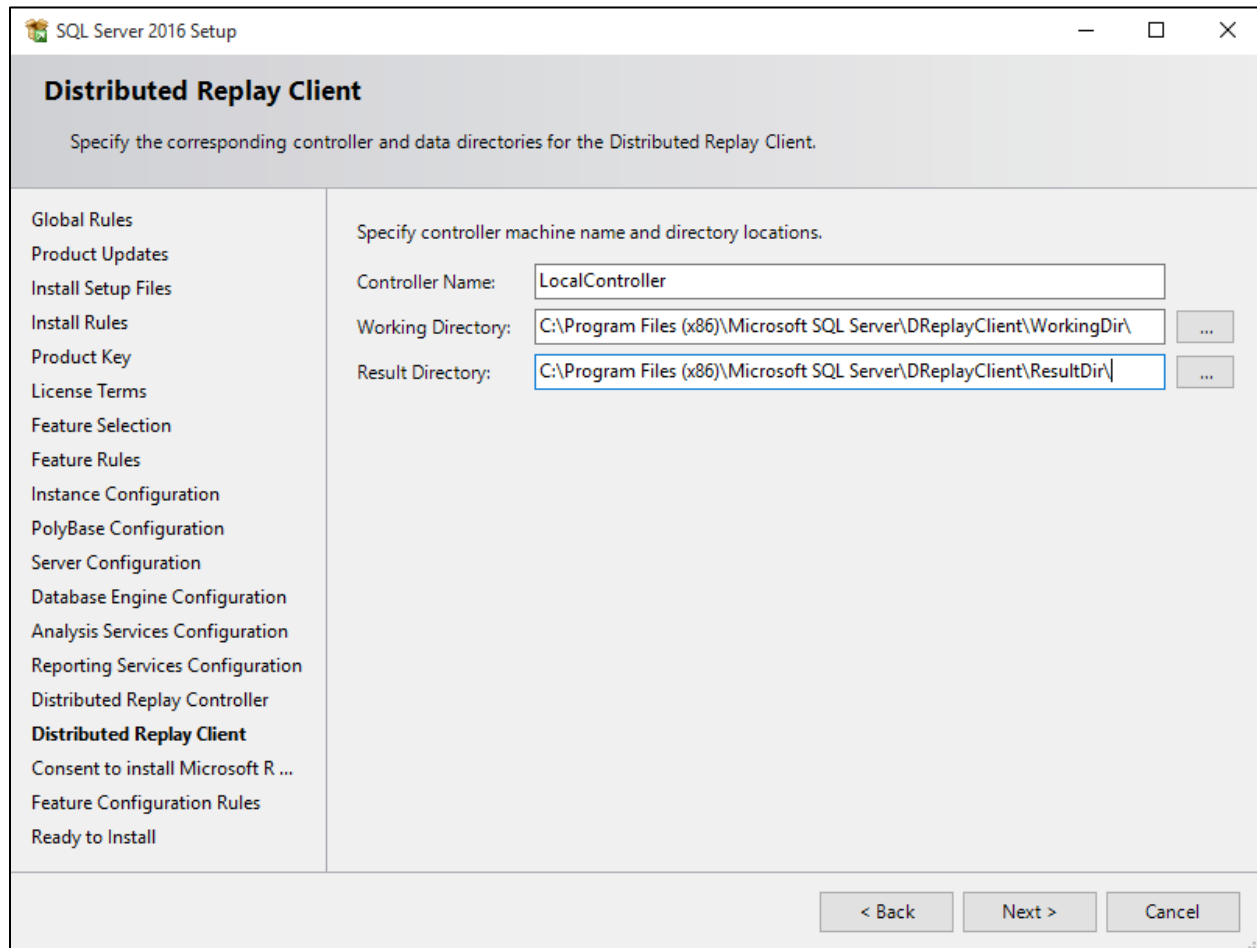 SQL Server 2016 Setup
Distributed Replay Client
Specify the corresponding controller and data directories for the Distributed Replay Client.
Global Rules
Product Updates
Install Setup Files
Install Rules
Product Key
License Terms
Feature Selection
Feature Rules
Instance Configuration
PolyBase Configuration
Server Configuration
Database Engine Configuration
Analysis Services Configuration
Reporting Services Configuration
Distributed Replay Controller
Distributed Replay Client
Consent to install Microsoft R ...
Feature Configuration Rules
Ready to Install
Specify controller machine name and directory locations.
Controller Name: LocalController
Working Directory: C:\Program Files (x86)\Microsoft SQL Server\DReplayClient\WorkingDir\ ...
Result Directory: C:\Program Files (x86)\Microsoft SQL Server\DReplayClient\ResultDir\ ...
< Back Next > Cancel